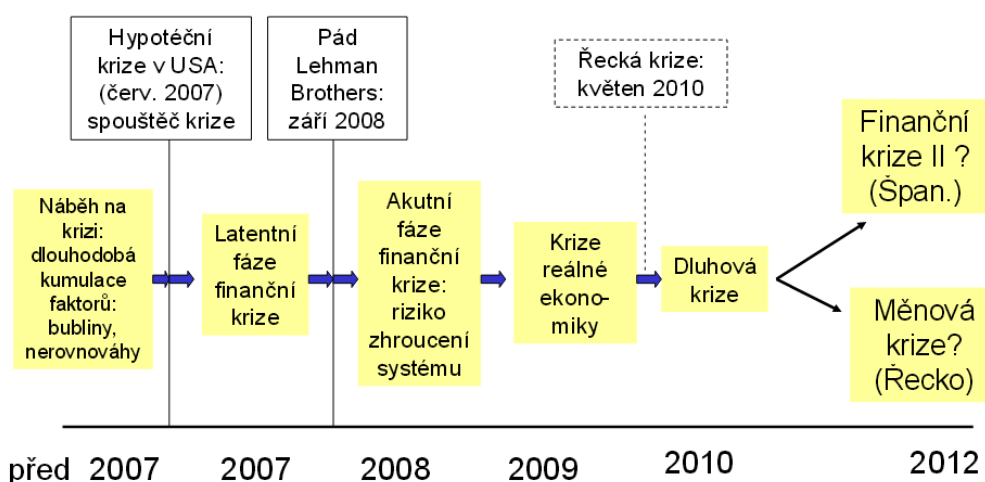 Hypotéční
krize v USA:
(červ. 2007)
spouštěč krize
Pád
Lehman
Brothers:
září 2008
Řecká krize:
květen 2010
Náběh na
krizi:
dlouhodobá
kumulace
faktorů:
bubliny,
nerovnováhy
Latentní
fáze
finanční
krize
Akutní
fáze
finanční
krize:
riziko
zhroucení
systému
Krize
reálné
ekono-
miky
Dluhová
krize
Finanční
krize II ?
(Špan.)
Měnová
krize?
(Řecko)
před 2007
2007
2008
2009
2010
2012